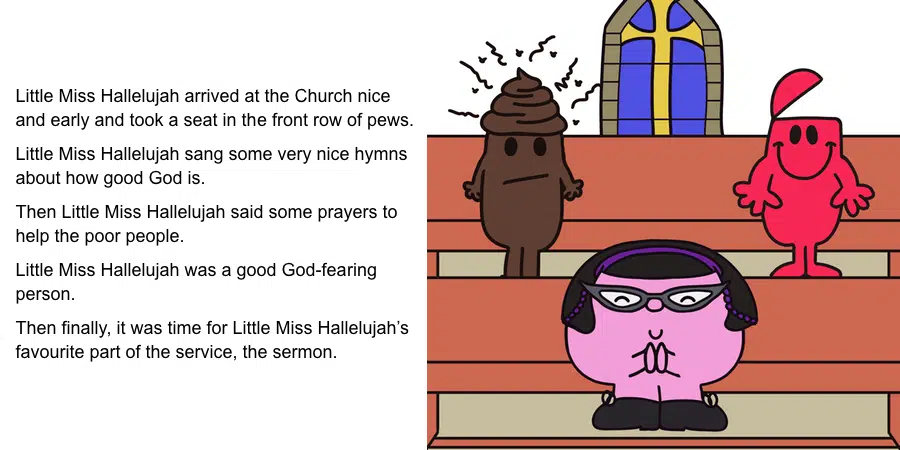 Little Miss Hallelujah arrived at the Church nice
and early and took a seat in the front row of pews.
Little Miss Hallelujah sang some very nice hymns
about how good God is.
Then Little Miss Hallelujah said some prayers to
help the poor people.
Little Miss Hallelujah was a good God-fearing
person.
Then finally, it was time for Little Miss Hallelujah’s
favourite part of the service, the sermon.